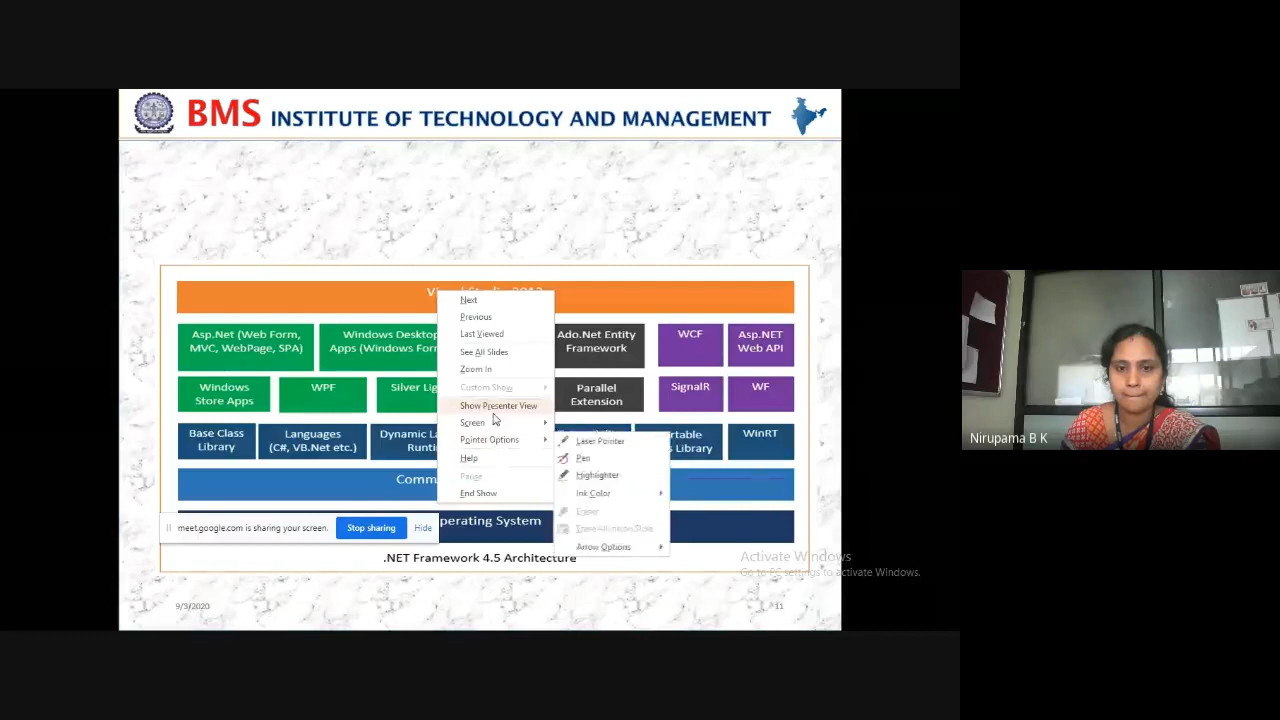 BMS INSTITUTE OF TECHNOLOGY AND MANAGEMENT
Asp.Net (Web Form,
MVC, WebPage, SPA)
Windows Desktop
Apps (Windows Form
Ado.Net Entity
Framework
WCF
Asp.NET
Web API
Windows
Store Apps
WPF
Silver Lig
Parallel
Extension
SignalR
WF
Base Class
Library
Languages
(C#, VB.Net etc.)
Dynamic La
Runti
rtable
s Library
WinRT
Comm
perating System
.NET Framework 4.5 Architecture
Next
Previous
Last Viewed
See All Slides
Zoom In
Custom Show
Show Presenter View
Screen
Pointer Options
Help
Pause
End Show
Laser Pointer
Pen
Highlighter
Ink Color
Eraser
Arrow Options
meet.google.com is sharing your screen.
Stop sharing
Hide
Activate Windows
Go to PC settings to activate Windows.
9/3/2020
11
Nirupama B K